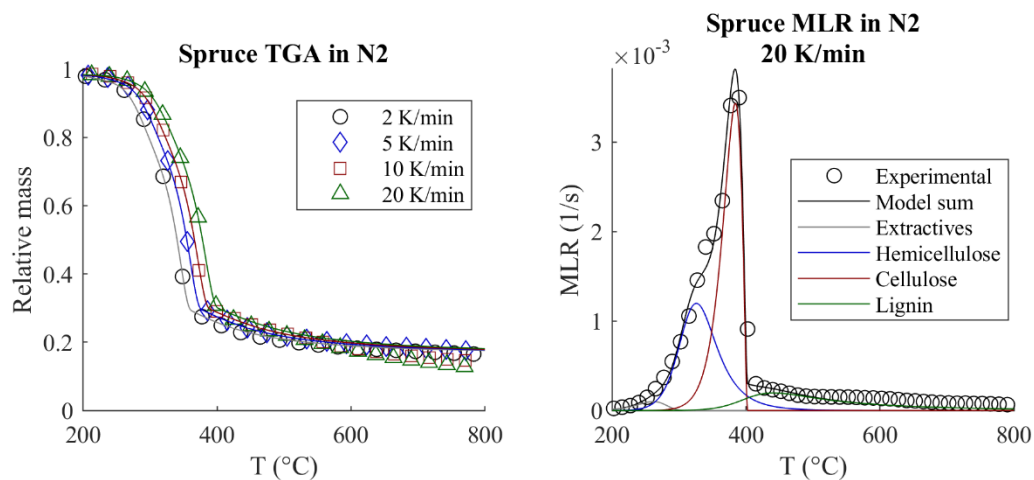 Spruce TGA in N2
1
0.8
0.6
0.4
0.2
0
Relative mass
200
400
600
800
T (°C)
2 K/min
5 K/min
10 K/min
20 K/min
Spruce MLR in N2
20 K/min
×10⁻³
3
2
1
0
MLR (1/s)
200
400
600
800
T (°C)
Experimental
Model sum
Extractives
Hemicellulose
Cellulose
Lignin